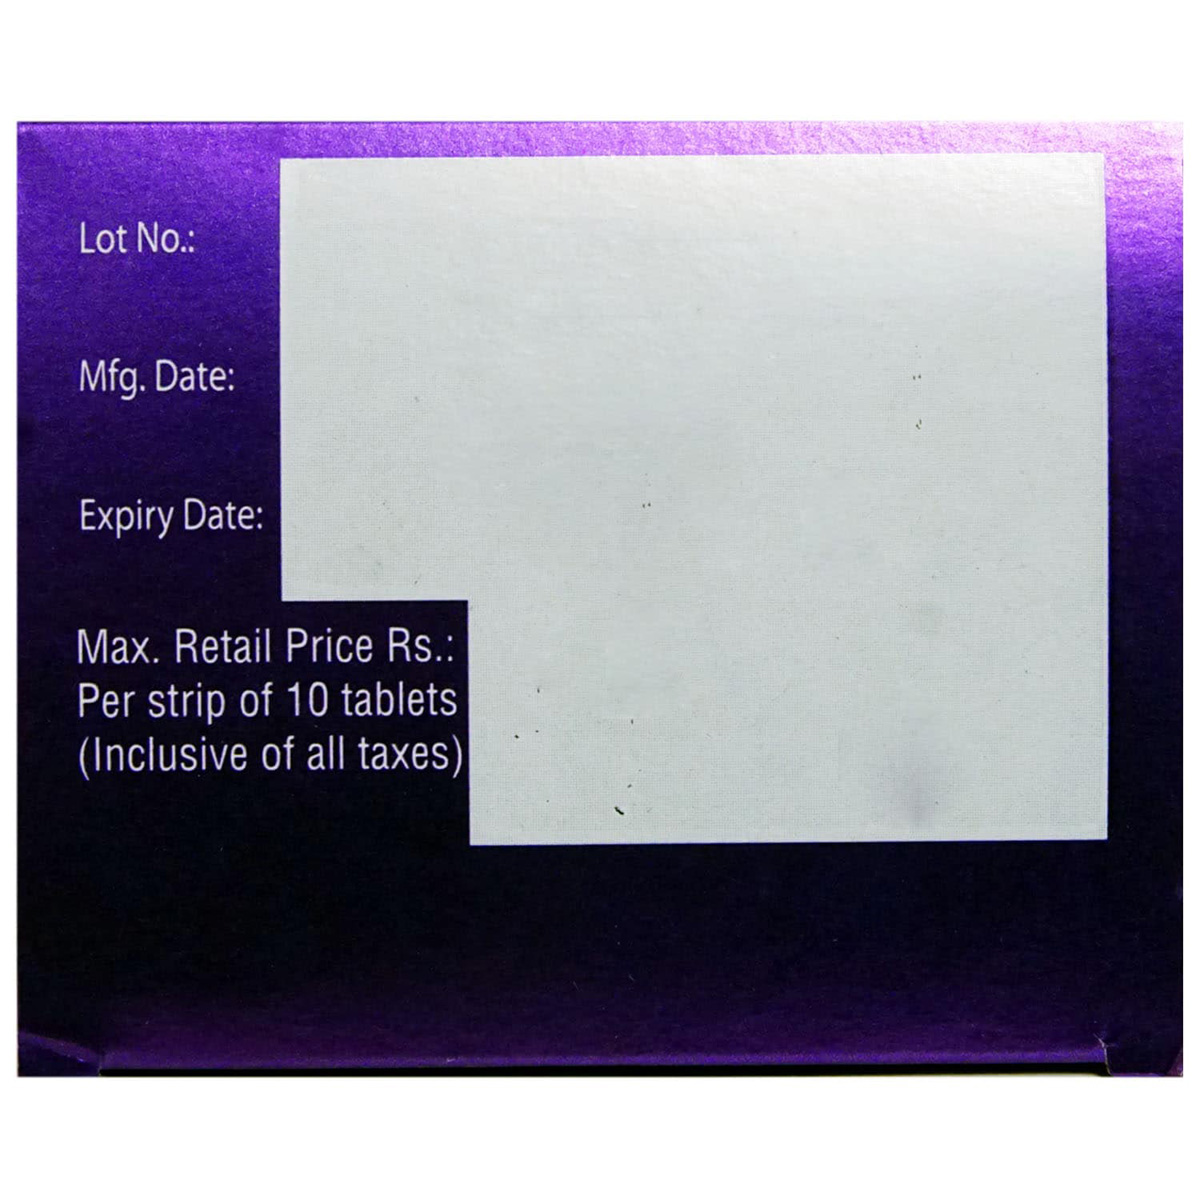 Lot No.:
Mfg. Date:
Expiry Date:
Max. Retail Price Rs.:
Per strip of 10 tablets
(Inclusive of all taxes)